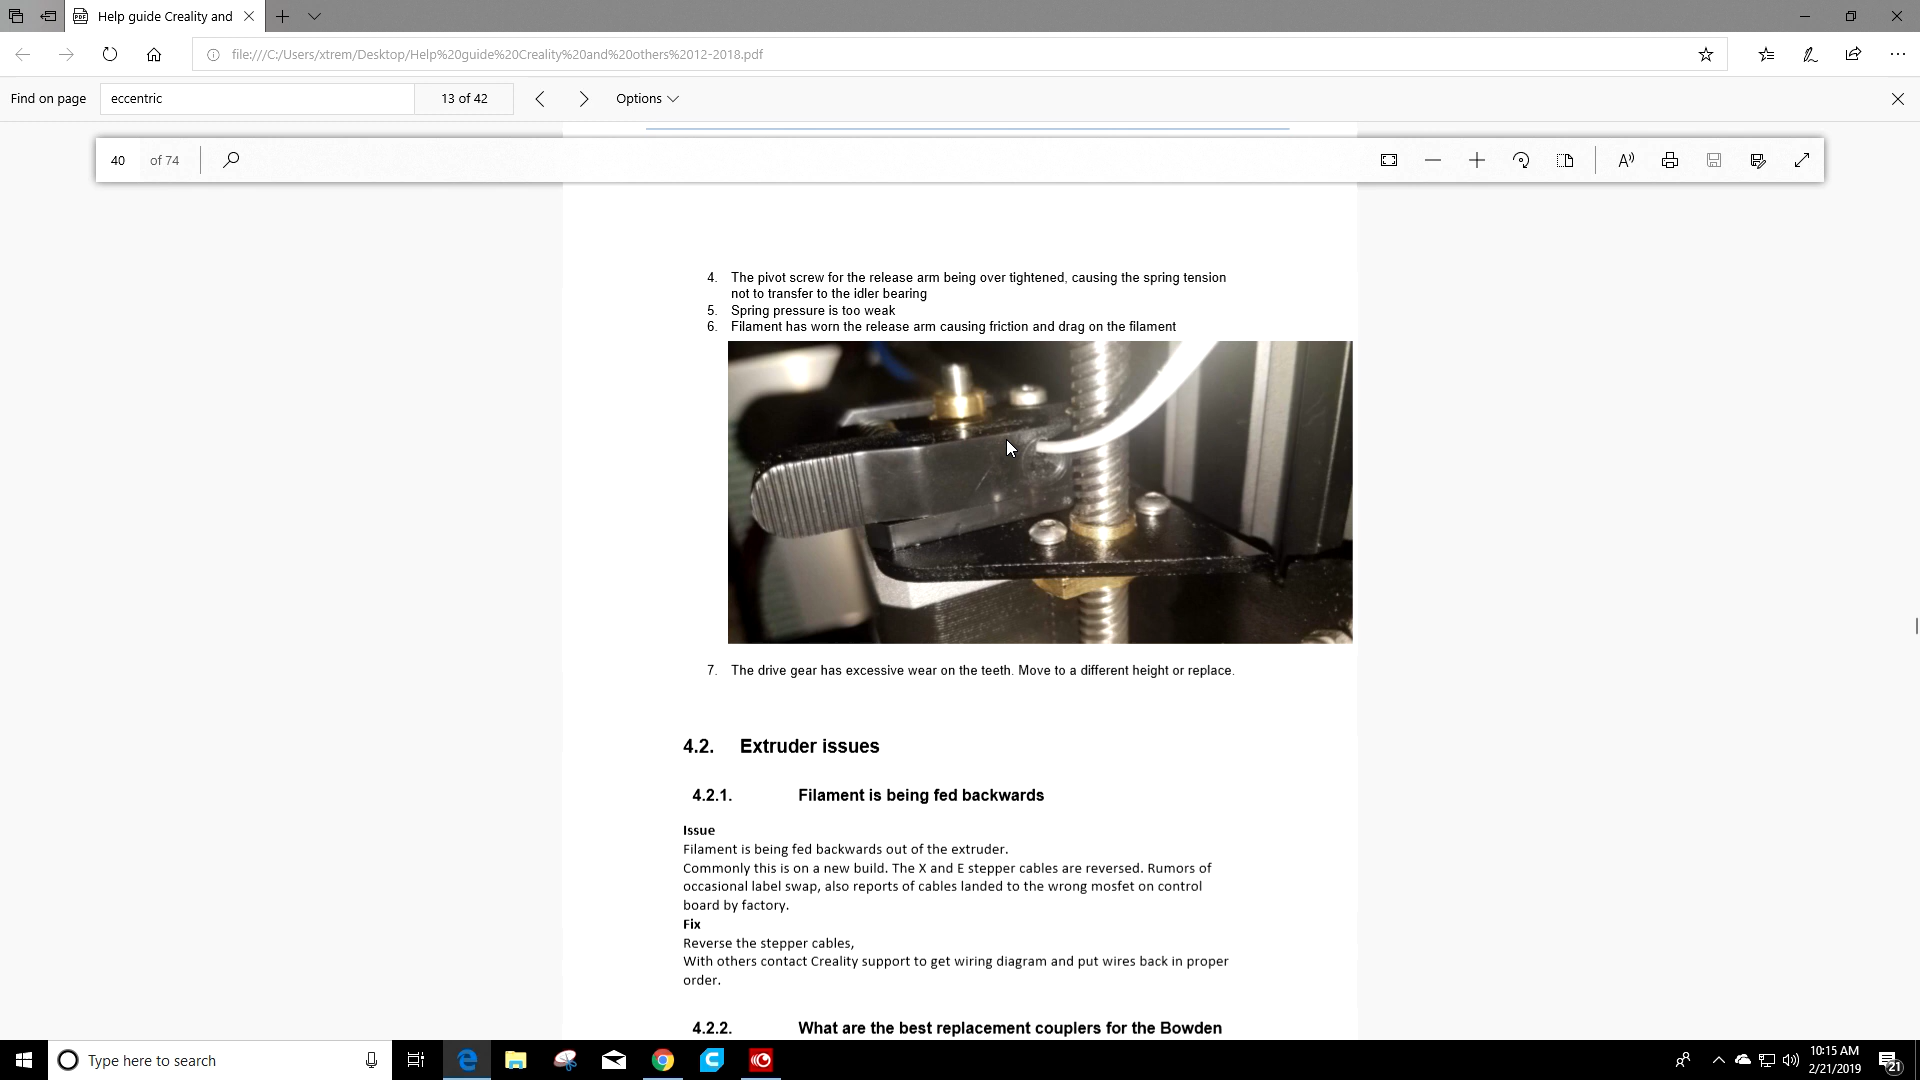 Help guide Creality and
file:///C:/Users/xtrem/Desktop/Help%20guide%20Creality%20and%20others%2012-2018.pdf
Find on page
eccentric
13 of 42
Options
40 of 74
4. The pivot screw for the release arm being over tightened, causing the spring tension
not to transfer to the idler bearing
5. Spring pressure is too weak
6. Filament has worn the release arm causing friction and drag on the filament
7. The drive gear has excessive wear on the teeth. Move to a different height or replace.
4.2. Extruder issues
4.2.1. Filament is being fed backwards
Issue
Filament is being fed backwards out of the extruder.
Commonly this is on a new build. The X and E stepper cables are reversed. Rumors of
occasional label swap, also reports of cables landed to the wrong mosfet on control
board by factory.
Fix
Reverse the stepper cables,
With others contact Creality support to get wiring diagram and put wires back in proper
order.
4.2.2. What are the best replacement couplers for the Bowden
Type here to search
10:15 AM
2/21/2019
21